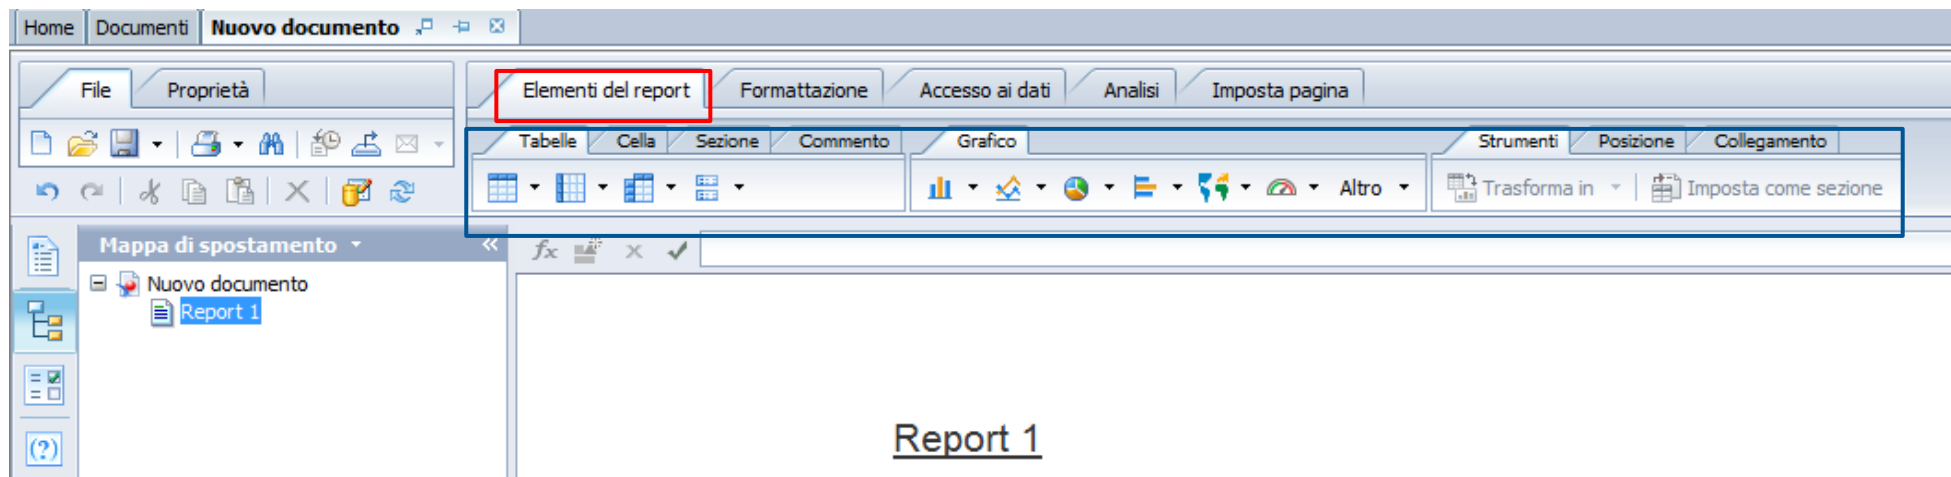 Home Documenti Nuovo documento
File Proprietà Elementi del report Formattazione Accesso ai dati Analisi Imposta pagina
Tabelle Cella Sezione Commento Grafico Strumenti Posizione Collegamento
Altro Trasforma in Imposta come sezione
Mappa di spostamento
Nuovo documento
Report 1
Report 1